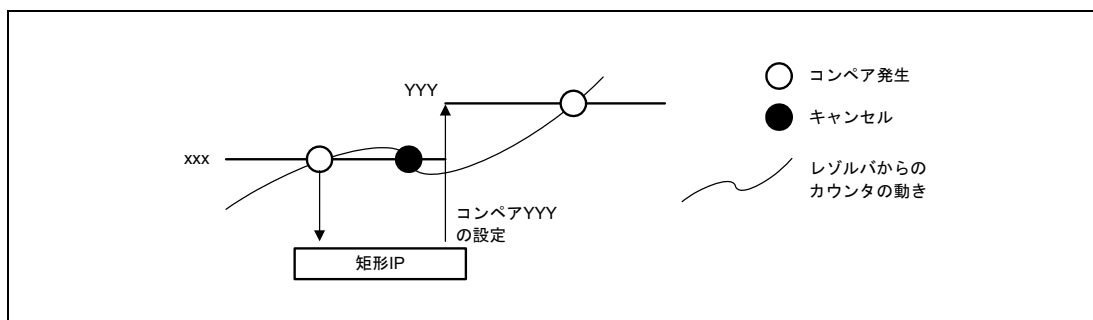 YYY
xxx
コンペアYYY
の設定
矩形IP
コンペア発生
キャンセル
レゾルバからの
カウンタの動き